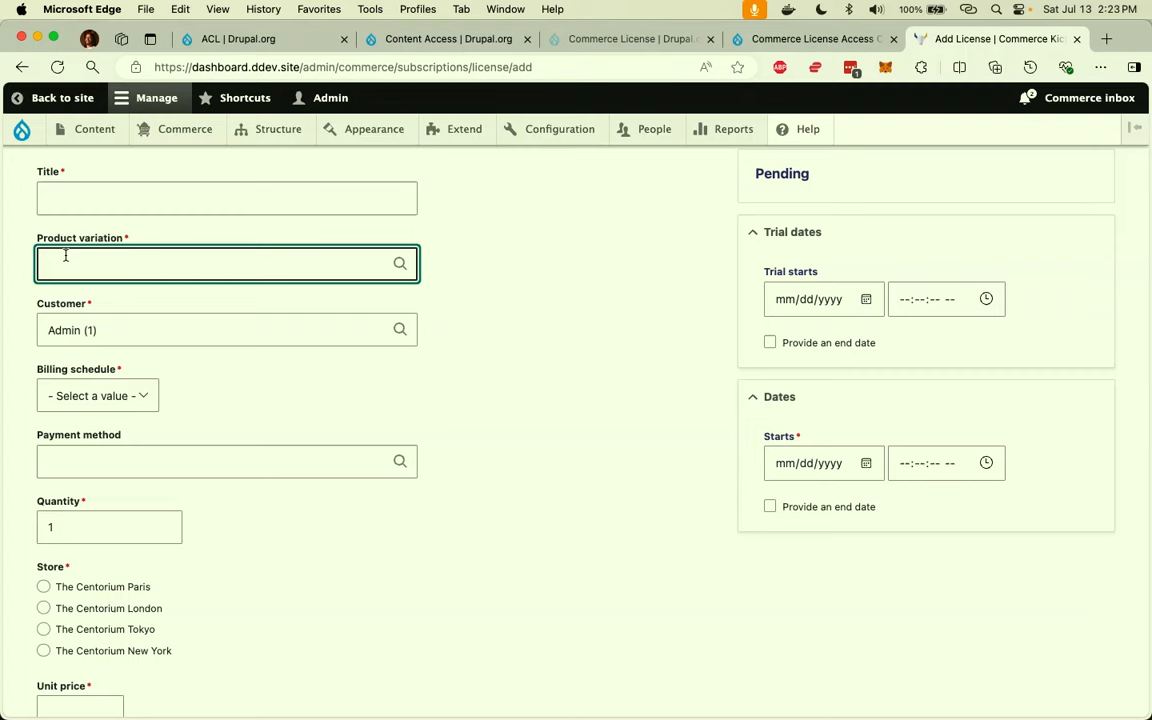 Microsoft Edge File Edit View History Favorites Tools Profiles Tab Window Help 100% Sat Jul 13 2:23 PM
ACL | Drupal.org Content Access | Drupal.org Commerce License | Drupal. Commerce License Access C Add License | Commerce Kic
https://dashboard.ddev.site/admin/commerce/subscriptions/license/add
Back to site Manage Shortcuts Admin 2 Commerce inbox
Content Commerce Structure Appearance Extend Configuration People Reports Help
Title*
Pending
Product variation*
Trial dates
Trial starts
mm/dd/yyyy --:--:-- --
Customer*
Admin (1)
Provide an end date
Billing schedule*
- Select a value -
Dates
Payment method
Starts*
mm/dd/yyyy --:--:-- --
Quantity*
Provide an end date
1
Store*
The Centorium Paris
The Centorium London
The Centorium Tokyo
The Centorium New York
Unit price*